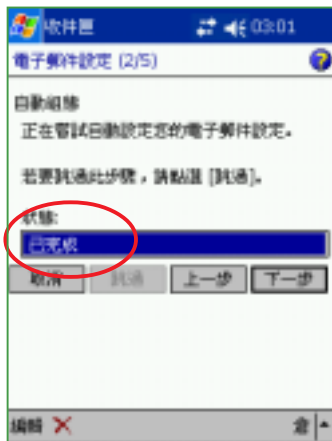 收件匣 03:01
電子郵件設定 (2/5)
自動組態
正在嘗試自動設定您的電子郵件設定。
若要跳過此步驟，請點選 [跳過]。
狀態:
已完成
取消 跳過 上一步 下一步
編輯 倉